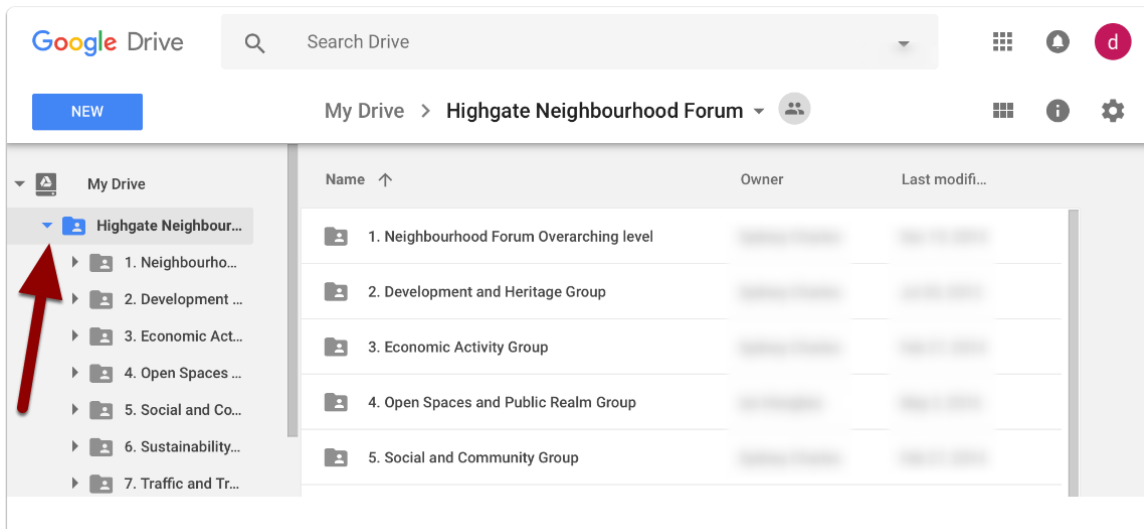 Google Drive
Search Drive
d
NEW
My Drive > Highgate Neighbourhood Forum
My Drive
Highgate Neighbour...
1. Neighbourho...
2. Development ...
3. Economic Act...
4. Open Spaces ...
5. Social and Co...
6. Sustainability...
7. Traffic and Tr...
Name Owner Last modifi...
1. Neighbourhood Forum Overarching level
2. Development and Heritage Group
3. Economic Activity Group
4. Open Spaces and Public Realm Group
5. Social and Community Group